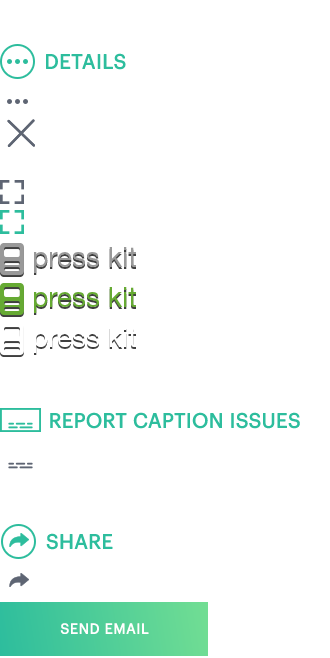 DETAILS
press kit
press kit
press kit
REPORT CAPTION ISSUES
SHARE
SEND EMAIL